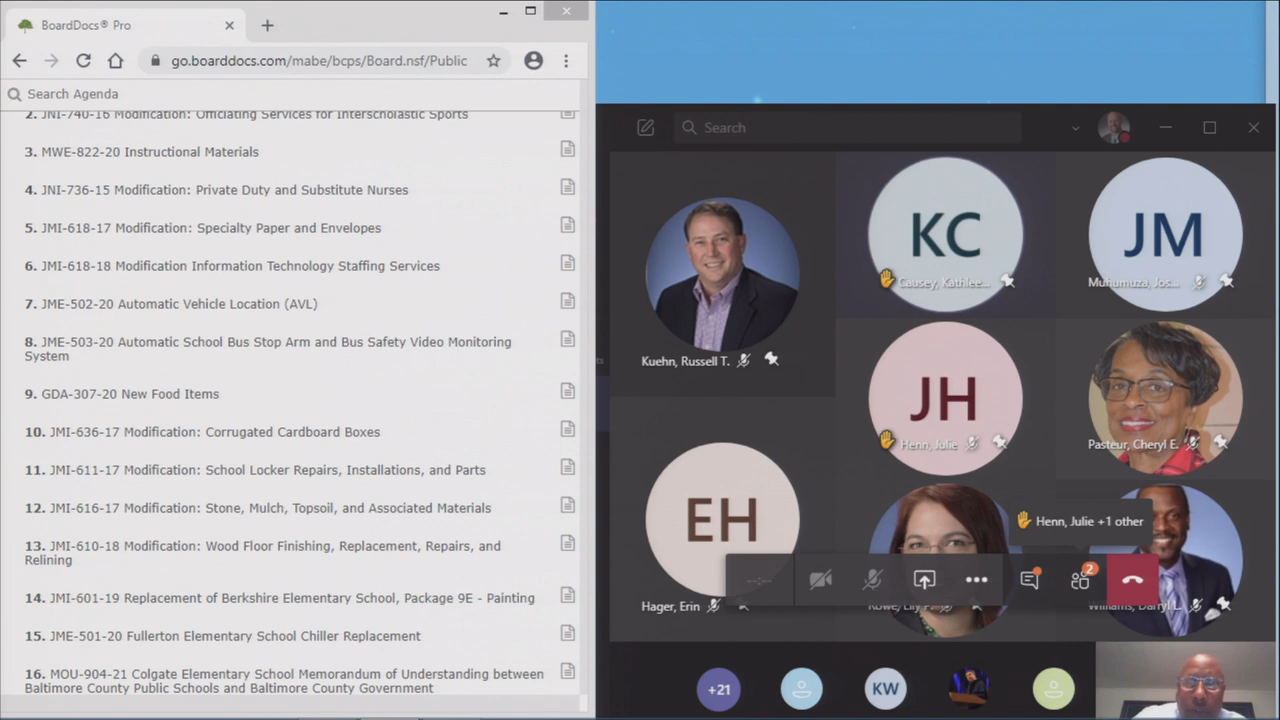 BoardDocs® Pro
go.boarddocs.com/mabe/bcps/Board.nsf/Public
Search Agenda
2. JNI-740-16 Modification: Officiating Services for Interscholastic Sports
3. MWE-822-20 Instructional Materials
4. JNI-736-15 Modification: Private Duty and Substitute Nurses
5. JMI-618-17 Modification: Specialty Paper and Envelopes
6. JMI-618-18 Modification Information Technology Staffing Services
7. JME-502-20 Automatic Vehicle Location (AVL)
8. JME-503-20 Automatic School Bus Stop Arm and Bus Safety Video Monitoring
System
9. GDA-307-20 New Food Items
10. JMI-636-17 Modification: Corrugated Cardboard Boxes
11. JMI-611-17 Modification: School Locker Repairs, Installations, and Parts
12. JMI-616-17 Modification: Stone, Mulch, Topsoil, and Associated Materials
13. JMI-610-18 Modification: Wood Floor Finishing, Replacement, Repairs, and
Relining
14. JMI-601-19 Replacement of Berkshire Elementary School, Package 9E - Painting
15. JME-501-20 Fullerton Elementary School Chiller Replacement
16. MOU-904-21 Colgate Elementary School Memorandum of Understanding between
Baltimore County Public Schools and Baltimore County Government
Search
KC
JM
Causey, Kathlee...
Muhumuza, Jos...
Kuehn, Russell T.
JH
Henn, Julie
Pasteur, Cheryl E.
EH
Henn, Julie +1 other
2
Hager, Erin
Rowe, Lily P.
Williams, Darryl L.
+21
KW